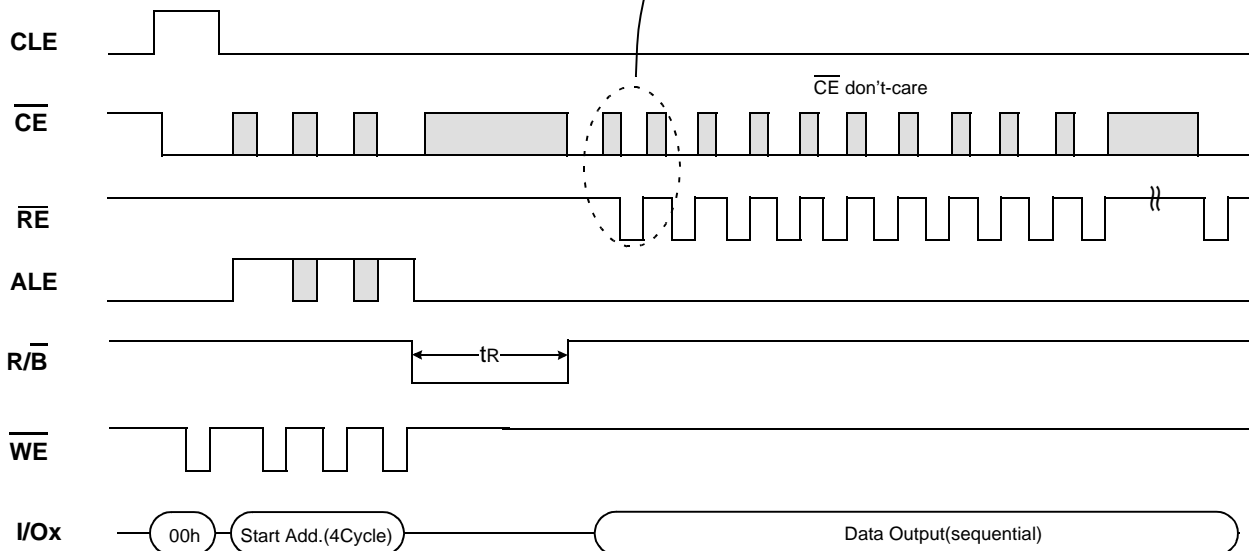 CLE
CE don't-care
CE
RE
ALE
R/B tR
WE
I/Ox 00h Start Add.(4Cycle) Data Output(sequential)